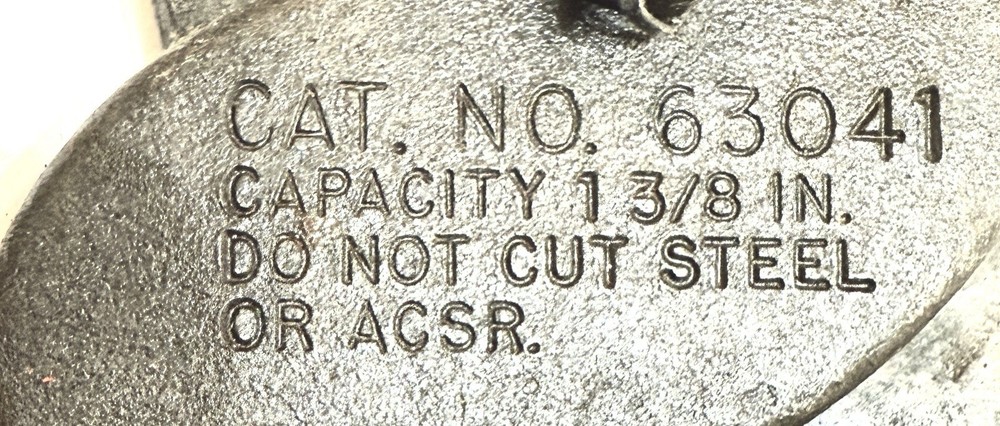 CAT. NO. 63041
CAPACITY 1 3/8 IN.
DO NOT CUT STEEL
OR ACSR.